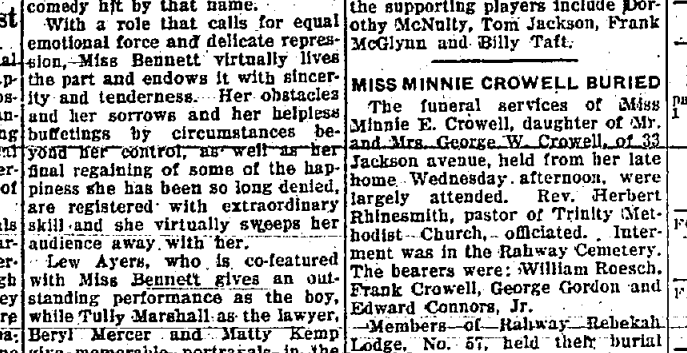 comedy hit by that name.
With a role that calls for equal
emotional force and delicate repres-
sion, Miss Bennett virtually lives
the part and endows it with sincer-
ity and tenderness. Her obstacles
and her sorrows and her helpless
buffetings by circumstances be-
yond her control, as well as her
final regaining of some of the hap-
piness she has been so long denied,
are registered with extraordinary
skill and she virtually sweeps her
audience away with her.
Lew Ayers, who is co-featured
with Miss Bennett gives an out-
standing performance as the boy,
while Tully Marshall as the lawyer,
Beryl Mercer and Matty Kemp
give memorable portrayals in the
the supporting players include Dor-
othy McNulty, Tom Jackson, Frank
McGlynn and Billy Taft.
MISS MINNIE CROWELL BURIED
The funeral services of Miss
Minnie E. Crowell, daughter of Mr.
and Mrs. George W. Crowell, of 33
Jackson avenue, held from her late
home Wednesday afternoon, were
largely attended. Rev. Herbert
Rhinesmith, pastor of Trinity Met-
hodist Church, officiated. Inter-
ment was in the Rahway Cemetery.
The bearers were: William Roesch,
Frank Crowell, George Gordon and
Edward Connors, Jr.
Members of Rahway Rebekah
Lodge, No. 57, held their burial